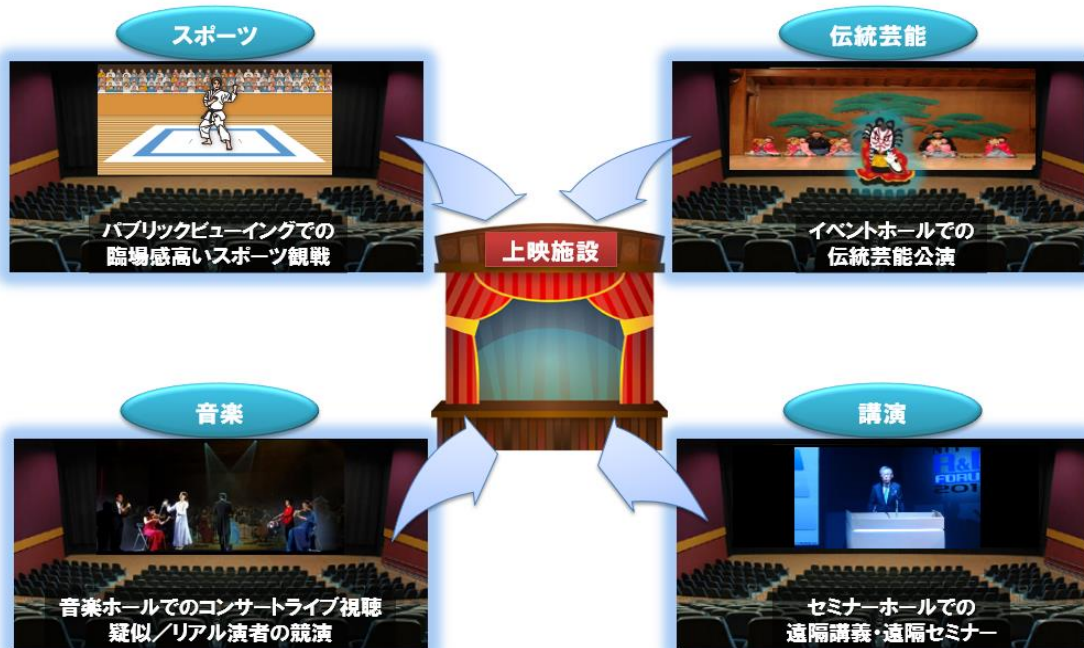 スポーツ
伝統芸能
パブリックビューイングでの
臨場感高いスポーツ観戦
イベントホールでの
伝統芸能公演
上映施設
音楽
講演
音楽ホールでのコンサートライブ視聴
疑似／リアル演者の競演
R&D
FORU
201
セミナーホールでの
遠隔講義・遠隔セミナー